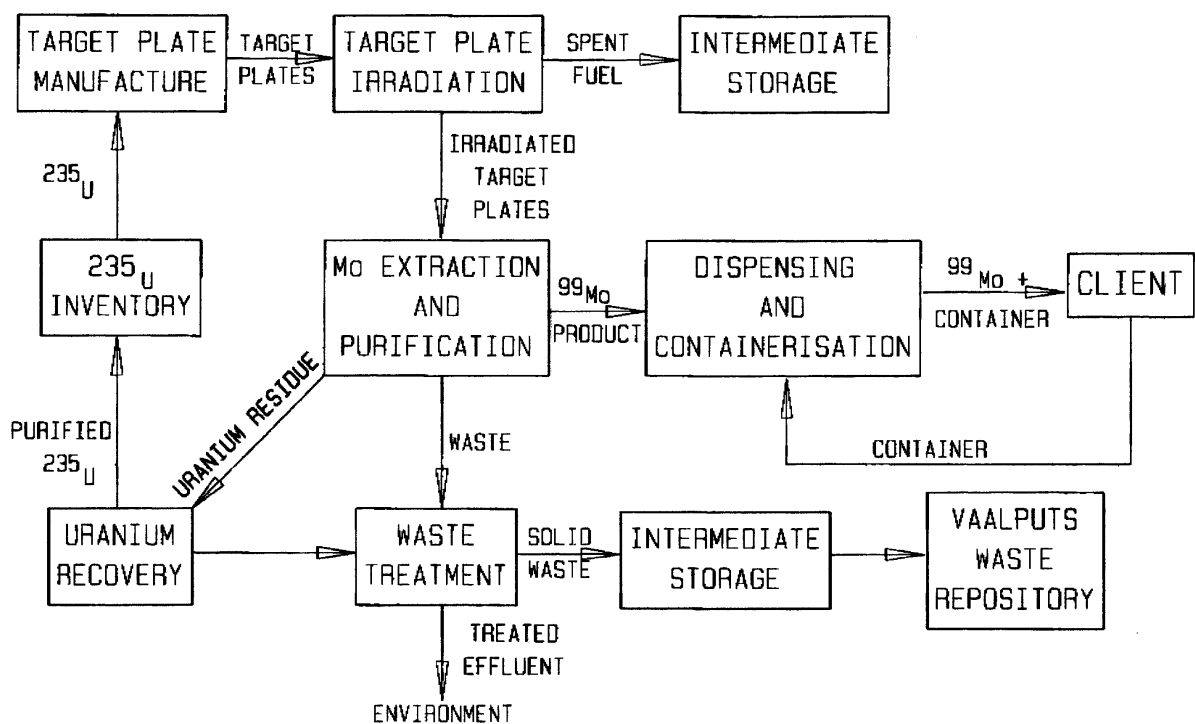 TARGET PLATE
MANUFACTURE
TARGET
PLATES
TARGET PLATE
IRRADIATION
SPENT
FUEL
INTERMEDIATE
STORAGE
235U
IRRADIATED
TARGET
PLATES
235U
INVENTORY
Mo EXTRACTION
AND
PURIFICATION
99Mo
PRODUCT
DISPENSING
AND
CONTAINERISATION
99Mo +
CONTAINER
CLIENT
PURIFIED
235U
URANIUM RESIDUE
WASTE
CONTAINER
URANIUM
RECOVERY
WASTE
TREATMENT
SOLID
WASTE
INTERMEDIATE
STORAGE
VAALPUTS
WASTE
REPOSITORY
TREATED
EFFLUENT
ENVIRONMENT